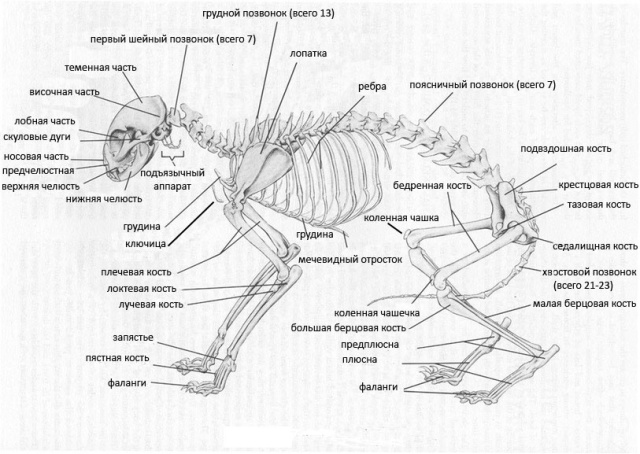 грудной позвонок (всего 13)
первый шейный позвонок (всего 7)
лопатка
теменная часть
височная часть
ребра
поясничный позвонок (всего 7)
лобная часть
скуловые дуги
носовая часть
предчелюстная
верхняя челюсть
нижняя челюсть
подъязычный
аппарат
подвздошная кость
бедренная кость
крестцовая кость
тазовая кость
коленная чашка
грудина
ключица
грудина
мечевидный отросток
седалищная кость
плечевая кость
локтевая кость
лучевая кость
хвостовой позвонок
(всего 21-23)
малая берцовая кость
коленная чашечка
большая берцовая кость
запястье
предплюсна
плюсна
пястная кость
фаланги
фаланги